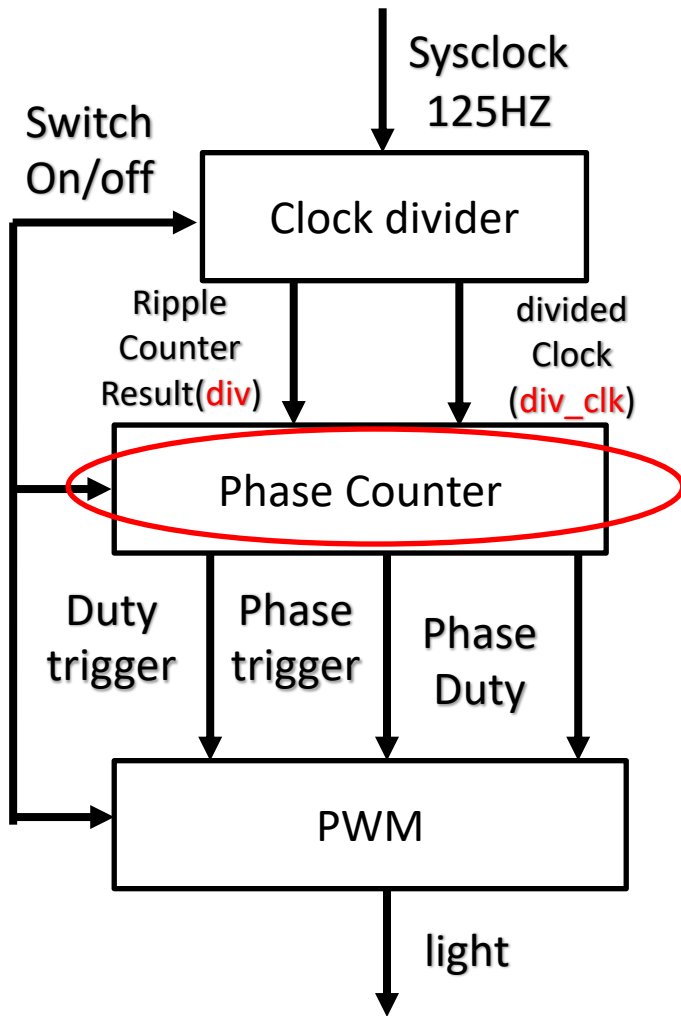 Sysclock
125HZ
Switch
On/off
Clock divider
Ripple
Counter
Result(div)
divided
Clock
(div_clk)
Phase Counter
Duty
trigger
Phase
trigger
Phase
Duty
PWM
light